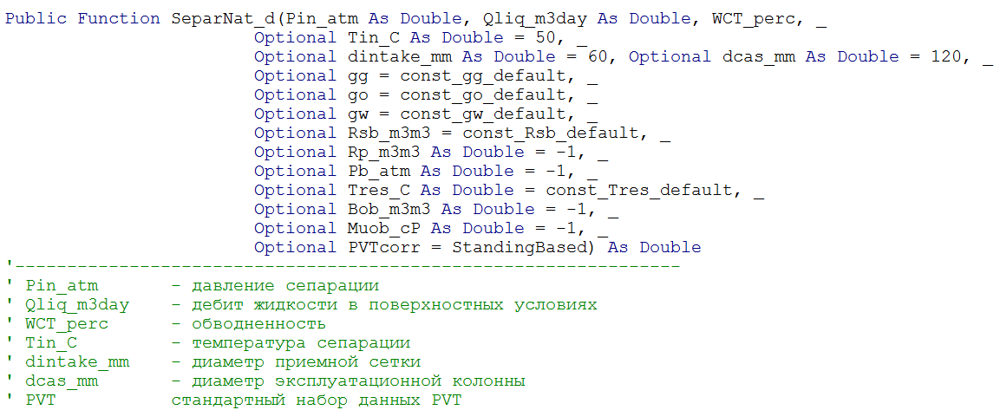 Public Function SeparNat_d(Pin_atm As Double, Qliq_m3day As Double, WCT_perc, _
Optional Tin_C As Double = 50, _
Optional dintake_mm As Double = 60, Optional dcas_mm As Double = 120, _
Optional gg = const_gg_default, _
Optional go = const_go_default, _
Optional gw = const_gw_default, _
Optional Rsb_m3m3 = const_Rsb_default, _
Optional Rp_m3m3 As Double = -1, _
Optional Pb_atm As Double = -1, _
Optional Tres_C As Double = const_Tres_default, _
Optional Bob_m3m3 As Double = -1, _
Optional Muob_cP As Double = -1, _
Optional PVTcorr = StandingBased) As Double
'----------------------------------------------------------------
' Pin_atm - давление сепарации
' Qliq_m3day - дебит жидкости в поверхностных условиях
' WCT_perc - обводненность
' Tin_C - температура сепарации
' dintake_mm - диаметр приемной сетки
' dcas_mm - диаметр эксплуатационной колонны
' PVT стандартный набор данных PVT